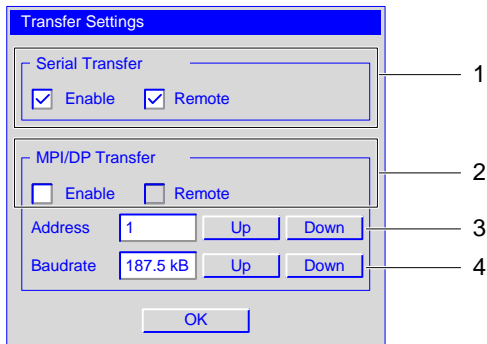 Transfer Settings
Serial Transfer
1
Enable Remote
MPI/DP Transfer
2
Enable Remote
Address 1 Up Down 3
Baudrate 187.5 kB Up Down 4
OK